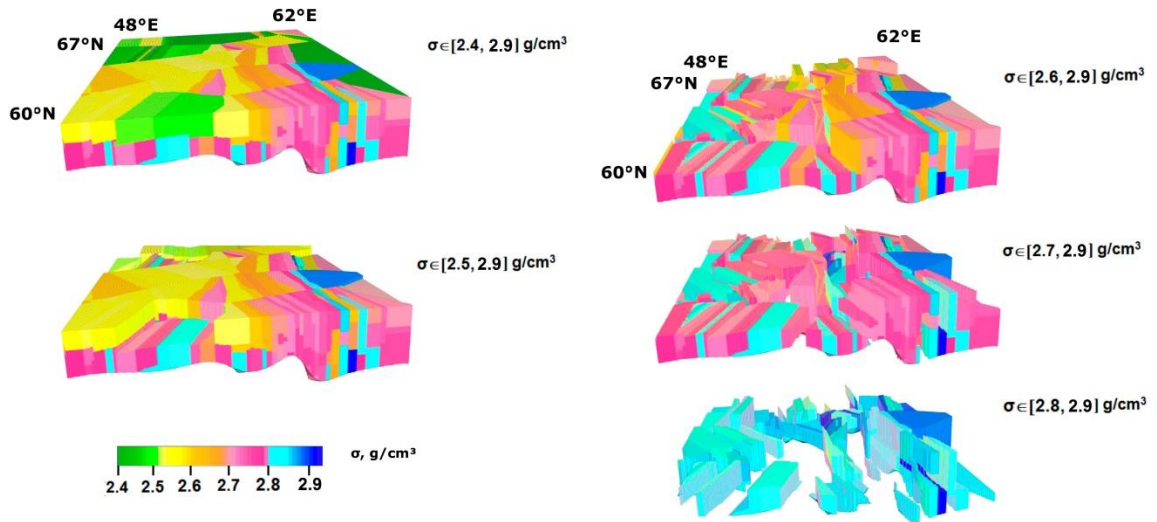 48°E
62°E
67°N
60°N
σ∈[2.4, 2.9] g/cm³
σ∈[2.5, 2.9] g/cm³
σ, g/cm³
2.4 2.5 2.6 2.7 2.8 2.9
62°E
48°E
67°N
60°N
σ∈[2.6, 2.9] g/cm³
σ∈[2.7, 2.9] g/cm³
σ∈[2.8, 2.9] g/cm³